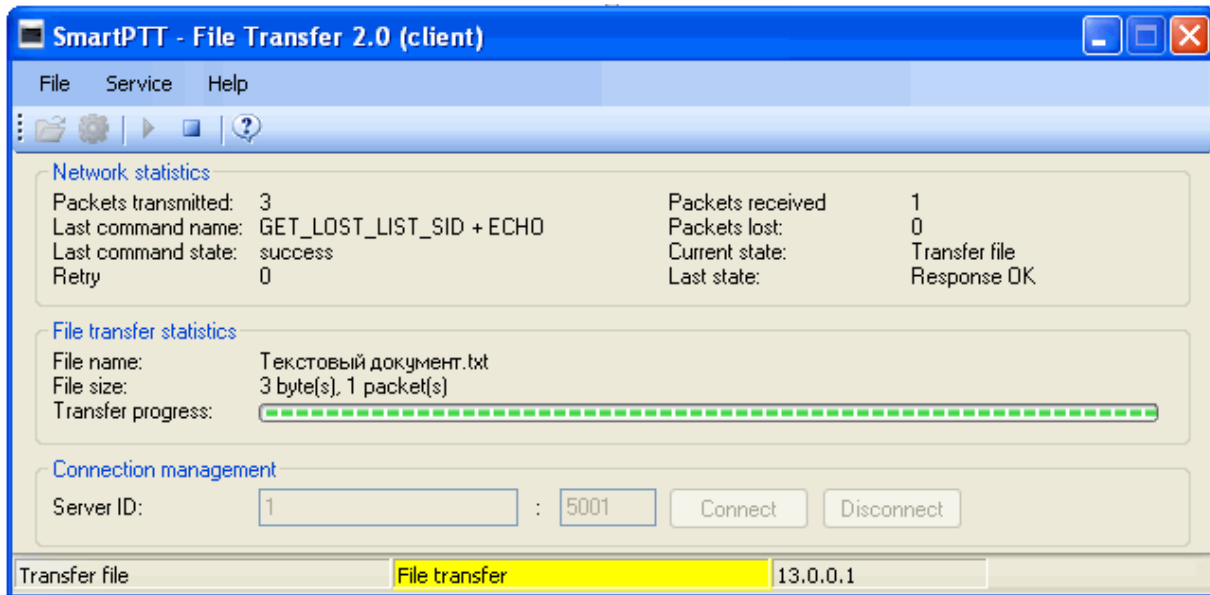 SmartPTT - File Transfer 2.0 (client)
File Service Help
Network statistics
Packets transmitted: 3 Packets received 1
Last command name: GET_LOST_LIST_SID + ECHO Packets lost: 0
Last command state: success Current state: Transfer file
Retry 0 Last state: Response OK
File transfer statistics
File name: Текстовый документ.txt
File size: 3 byte(s), 1 packet(s)
Transfer progress:
Connection management
Server ID: 1 : 5001 Connect Disconnect
Transfer file File transfer 13.0.0.1